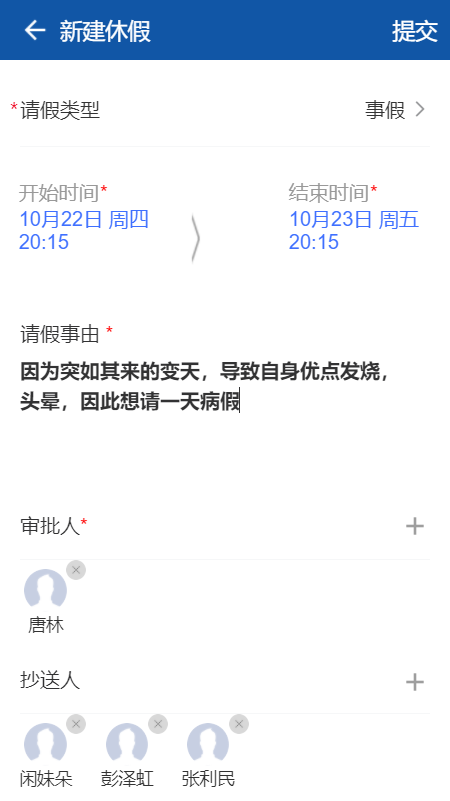 新建休假 提交
*请假类型 事假
开始时间* 结束时间*
10月22日 周四 10月23日 周五
20:15 20:15
请假事由 *
因为突如其来的变天，导致自身优点发烧，
头晕，因此想请一天病假
审批人*
唐林
抄送人
闲妹朵 彭泽虹 张利民